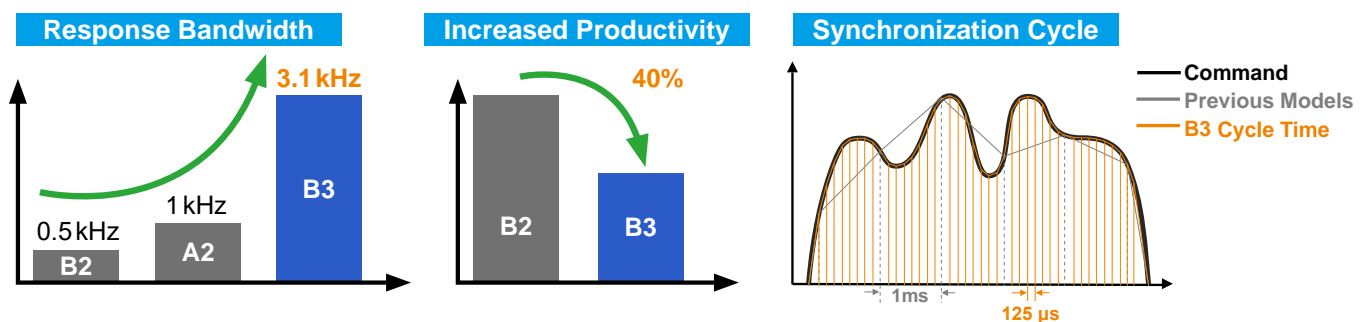 Response Bandwidth
3.1 kHz
1 kHz
0.5 kHz
B2
A2
B3
Increased Productivity
40%
B2
B3
Synchronization Cycle
Command
Previous Models
B3 Cycle Time
1ms
125 µs